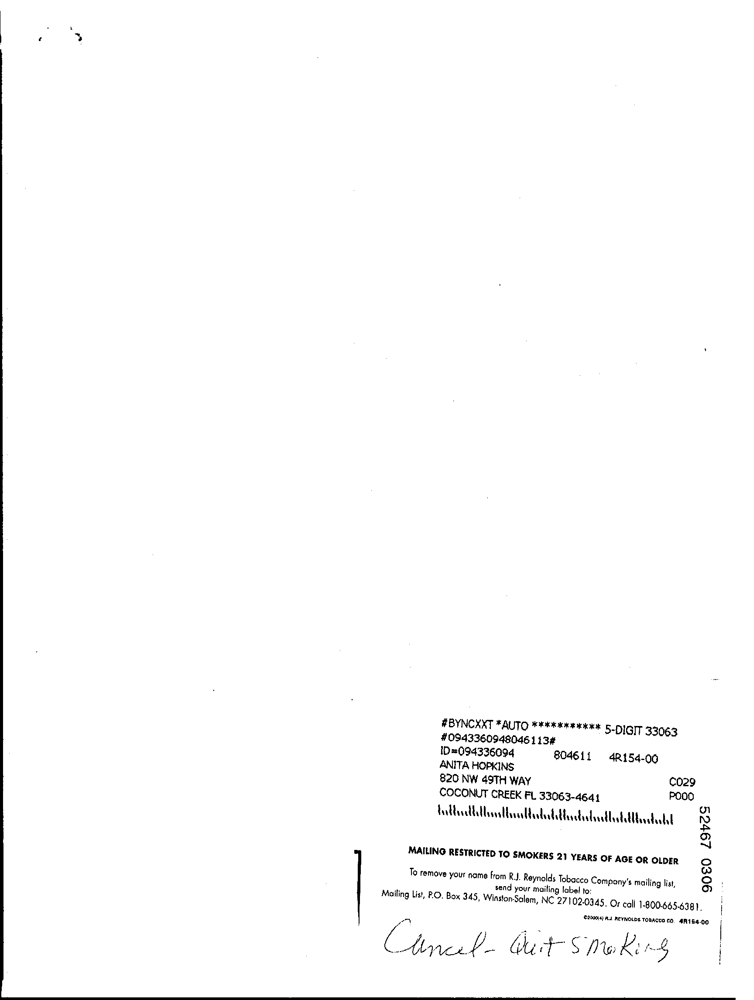 #BYNCXXT *AUTO *********** 5-DIGIT 33063
#0943360948046113#
ID=094336094 804611 4R154-00
ANITA HOPKINS
820 NW 49TH WAY C029
COCONUT CREEK FL 33063-4641 P000
MAILING RESTRICTED TO SMOKERS 21 YEARS OF AGE OR OLDER
To remove your name from R.J. Reynolds Tobacco Company's mailing list,
send your mailing label to:
Mailing List, P.O. Box 345, Winston-Salem, NC 27102-0345. Or call 1-800-665-6381.
R.J. REYNOLDS TOBACCO CO. 4R154-00
Cancel - Quit Smoking
52467 0306